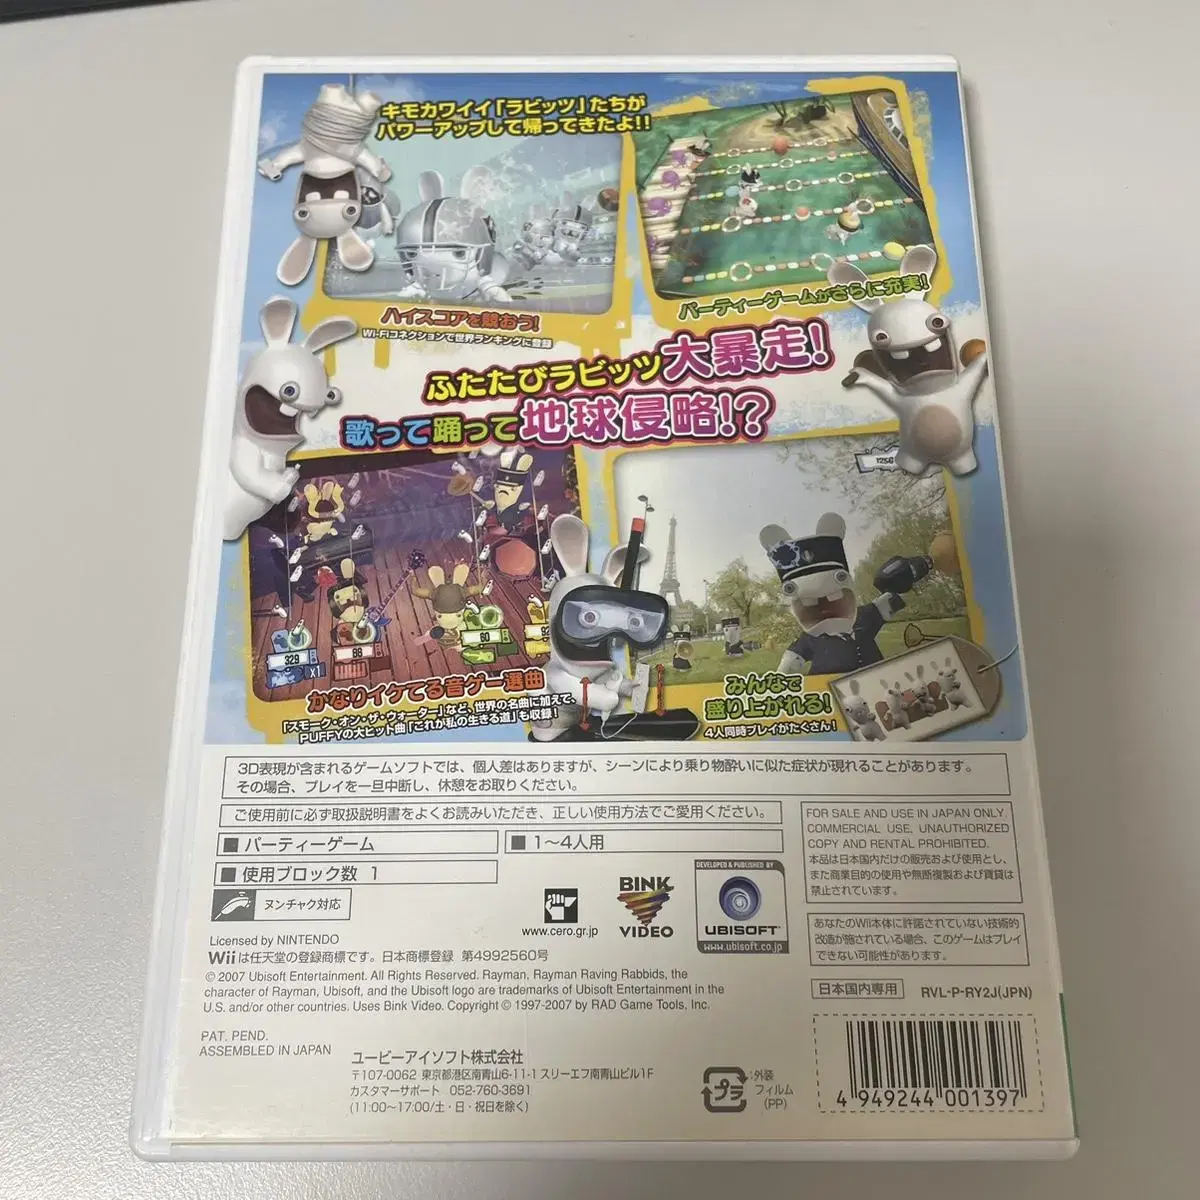 キモカワイイ「ラビッツ」たちが
パワーアップして帰ってきたよ!!
ハイスコアを競おう!
Wi-Fiコネクションで世界ランキングに登録
パーティーゲームがさらに充実!
ふたたびラビッツ大暴走!
歌って踊って地球侵略!?
1256
329
x1
88
60
かなりイケてる音ゲー選曲
「スモーク・オン・ザ・ウォーター」など、世界の名曲に加えて、
PUFFYの大ヒット曲「これが私の生きる道」も収録!
みんなで
盛り上がれる!
4人同時プレイがたくさん!
3D表現が含まれるゲームソフトでは、個人差はありますが、シーンにより乗り物酔いに似た症状が現れることがあります。
その場合、プレイを一旦中断し、休憩をお取りください。
ご使用前に必ず取扱説明書をよくお読みいただき、正しい使用方法でご愛用ください。
■ パーティーゲーム
■ 1～4人用
■ 使用ブロック数 1
ヌンチャク対応
www.cero.gr.jp
BINK
VIDEO
DEVELOPED & PUBLISHED BY
UBISOFT
www.ubisoft.co.jp
FOR SALE AND USE IN JAPAN ONLY.
COMMERCIAL USE, UNAUTHORIZED
COPY AND RENTAL PROHIBITED.
本品は日本国内だけの販売および使用とし、
また商業目的の使用や無断複製および賃貸は
禁止されています。
あなたのWii本体に許諾されていない技術的
改造が施されている場合、このゲームはプレイ
できない可能性があります。
日本国内専用
RVL-P-RY2J(JPN)
Licensed by NINTENDO
Wiiは任天堂の登録商標です。日本商標登録 第4992560号
© 2007 Ubisoft Entertainment. All Rights Reserved. Rayman, Rayman Raving Rabbids, the
character of Rayman, Ubisoft, and the Ubisoft logo are trademarks of Ubisoft Entertainment in the
U.S. and/or other countries. Uses Bink Video. Copyright © 1997-2007 by RAD Game Tools, Inc.
PAT. PEND.
ASSEMBLED IN JAPAN
ユービーアイソフト株式会社
〒107-0062 東京都港区南青山6-11-1 スリーエフ南青山ビル1F
カスタマーサポート 052-760-3691
(11:00～17:00/土・日・祝日を除く)
プラ
:外装
フィルム
(PP)
4 949244 001397